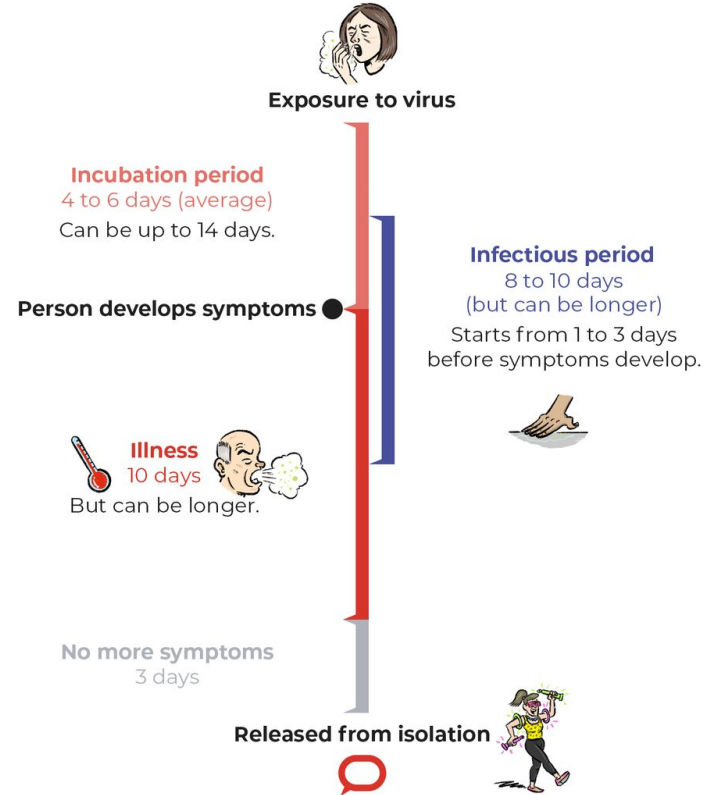 Exposure to virus
Incubation period
4 to 6 days (average)
Can be up to 14 days.
Infectious period
8 to 10 days
(but can be longer)
Starts from 1 to 3 days
before symptoms develop.
Person develops symptoms
Illness
10 days
But can be longer.
No more symptoms
3 days
Released from isolation